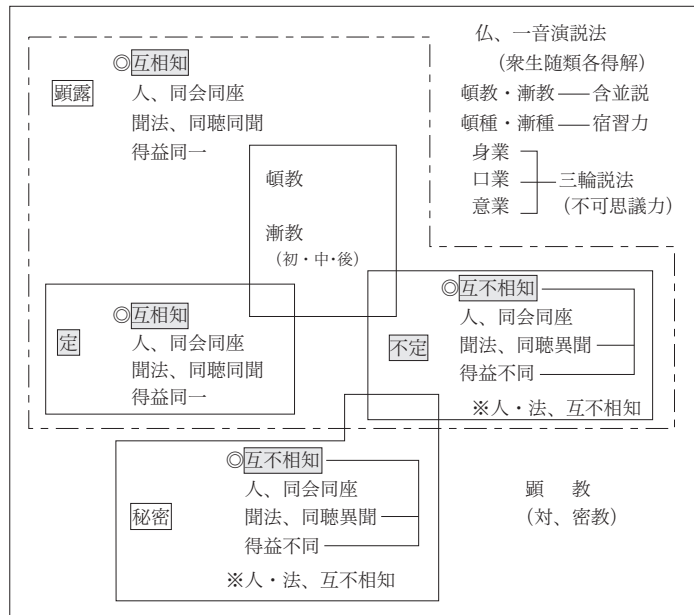 仏、一音演説法
（衆生随類各得解）
頓教・漸教――含並説
頓種・漸種――宿習力
身業
口業
意業
三輪説法
（不可思議力）
顕露
◎互相知
人、同会同座
聞法、同聴同聞
得益同一
頓教
漸教
（初・中・後）
定
◎互相知
人、同会同座
聞法、同聴同聞
得益同一
不定
◎互不相知
人、同会同座
聞法、同聴異聞
得益不同
※人・法、互不相知
秘密
◎互不相知
人、同会同座
聞法、同聴異聞
得益不同
※人・法、互不相知
顕　教
（対、密教）